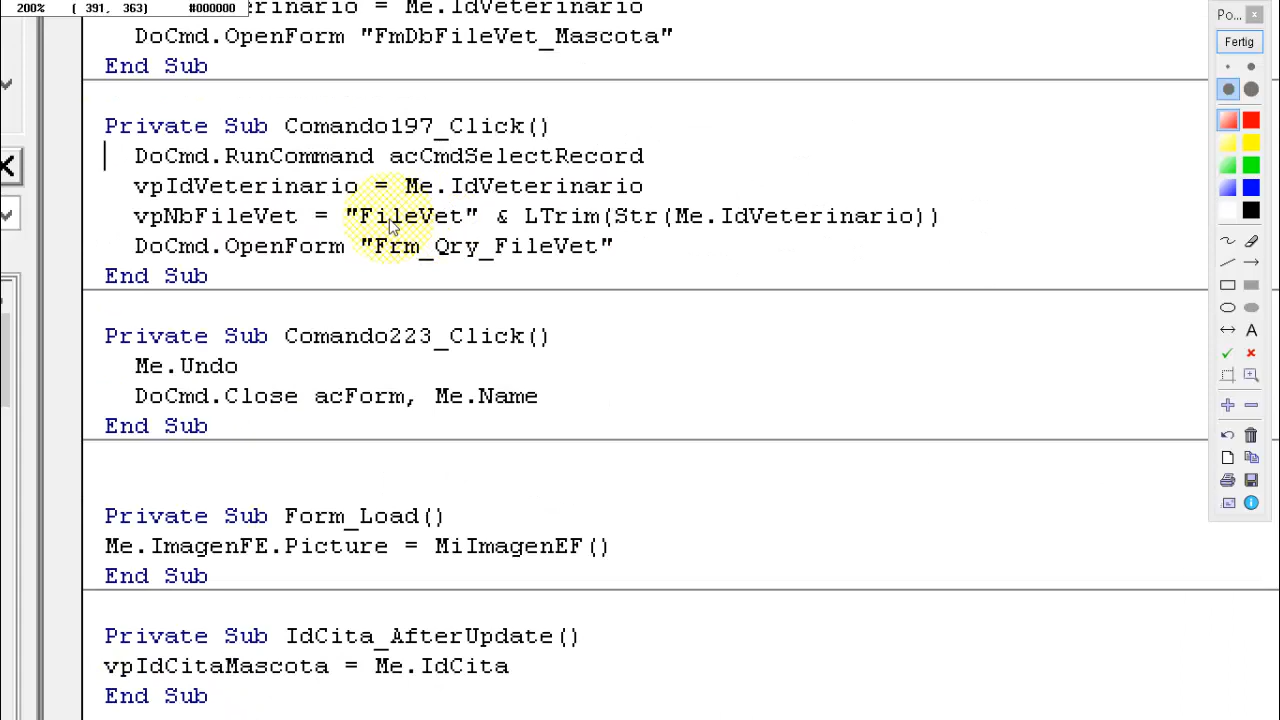 200% ( 391, 363) #000000
= Me.IdVeterinario
DoCmd.OpenForm "FmDbFileVet_Mascota"
End Sub
Private Sub Comando197_Click()
DoCmd.RunCommand acCmdSelectRecord
vpIdVeterinario = Me.IdVeterinario
vpNbFileVet = "FileVet" & LTrim(Str(Me.IdVeterinario))
DoCmd.OpenForm "Frm_Qry_FileVet"
End Sub
Private Sub Comando223_Click()
Me.Undo
DoCmd.Close acForm, Me.Name
End Sub
Private Sub Form_Load()
Me.ImagenFE.Picture = MiImagenEF()
End Sub
Private Sub IdCita_AfterUpdate()
vpIdCitaMascota = Me.IdCita
End Sub
Po...
Fertig
A